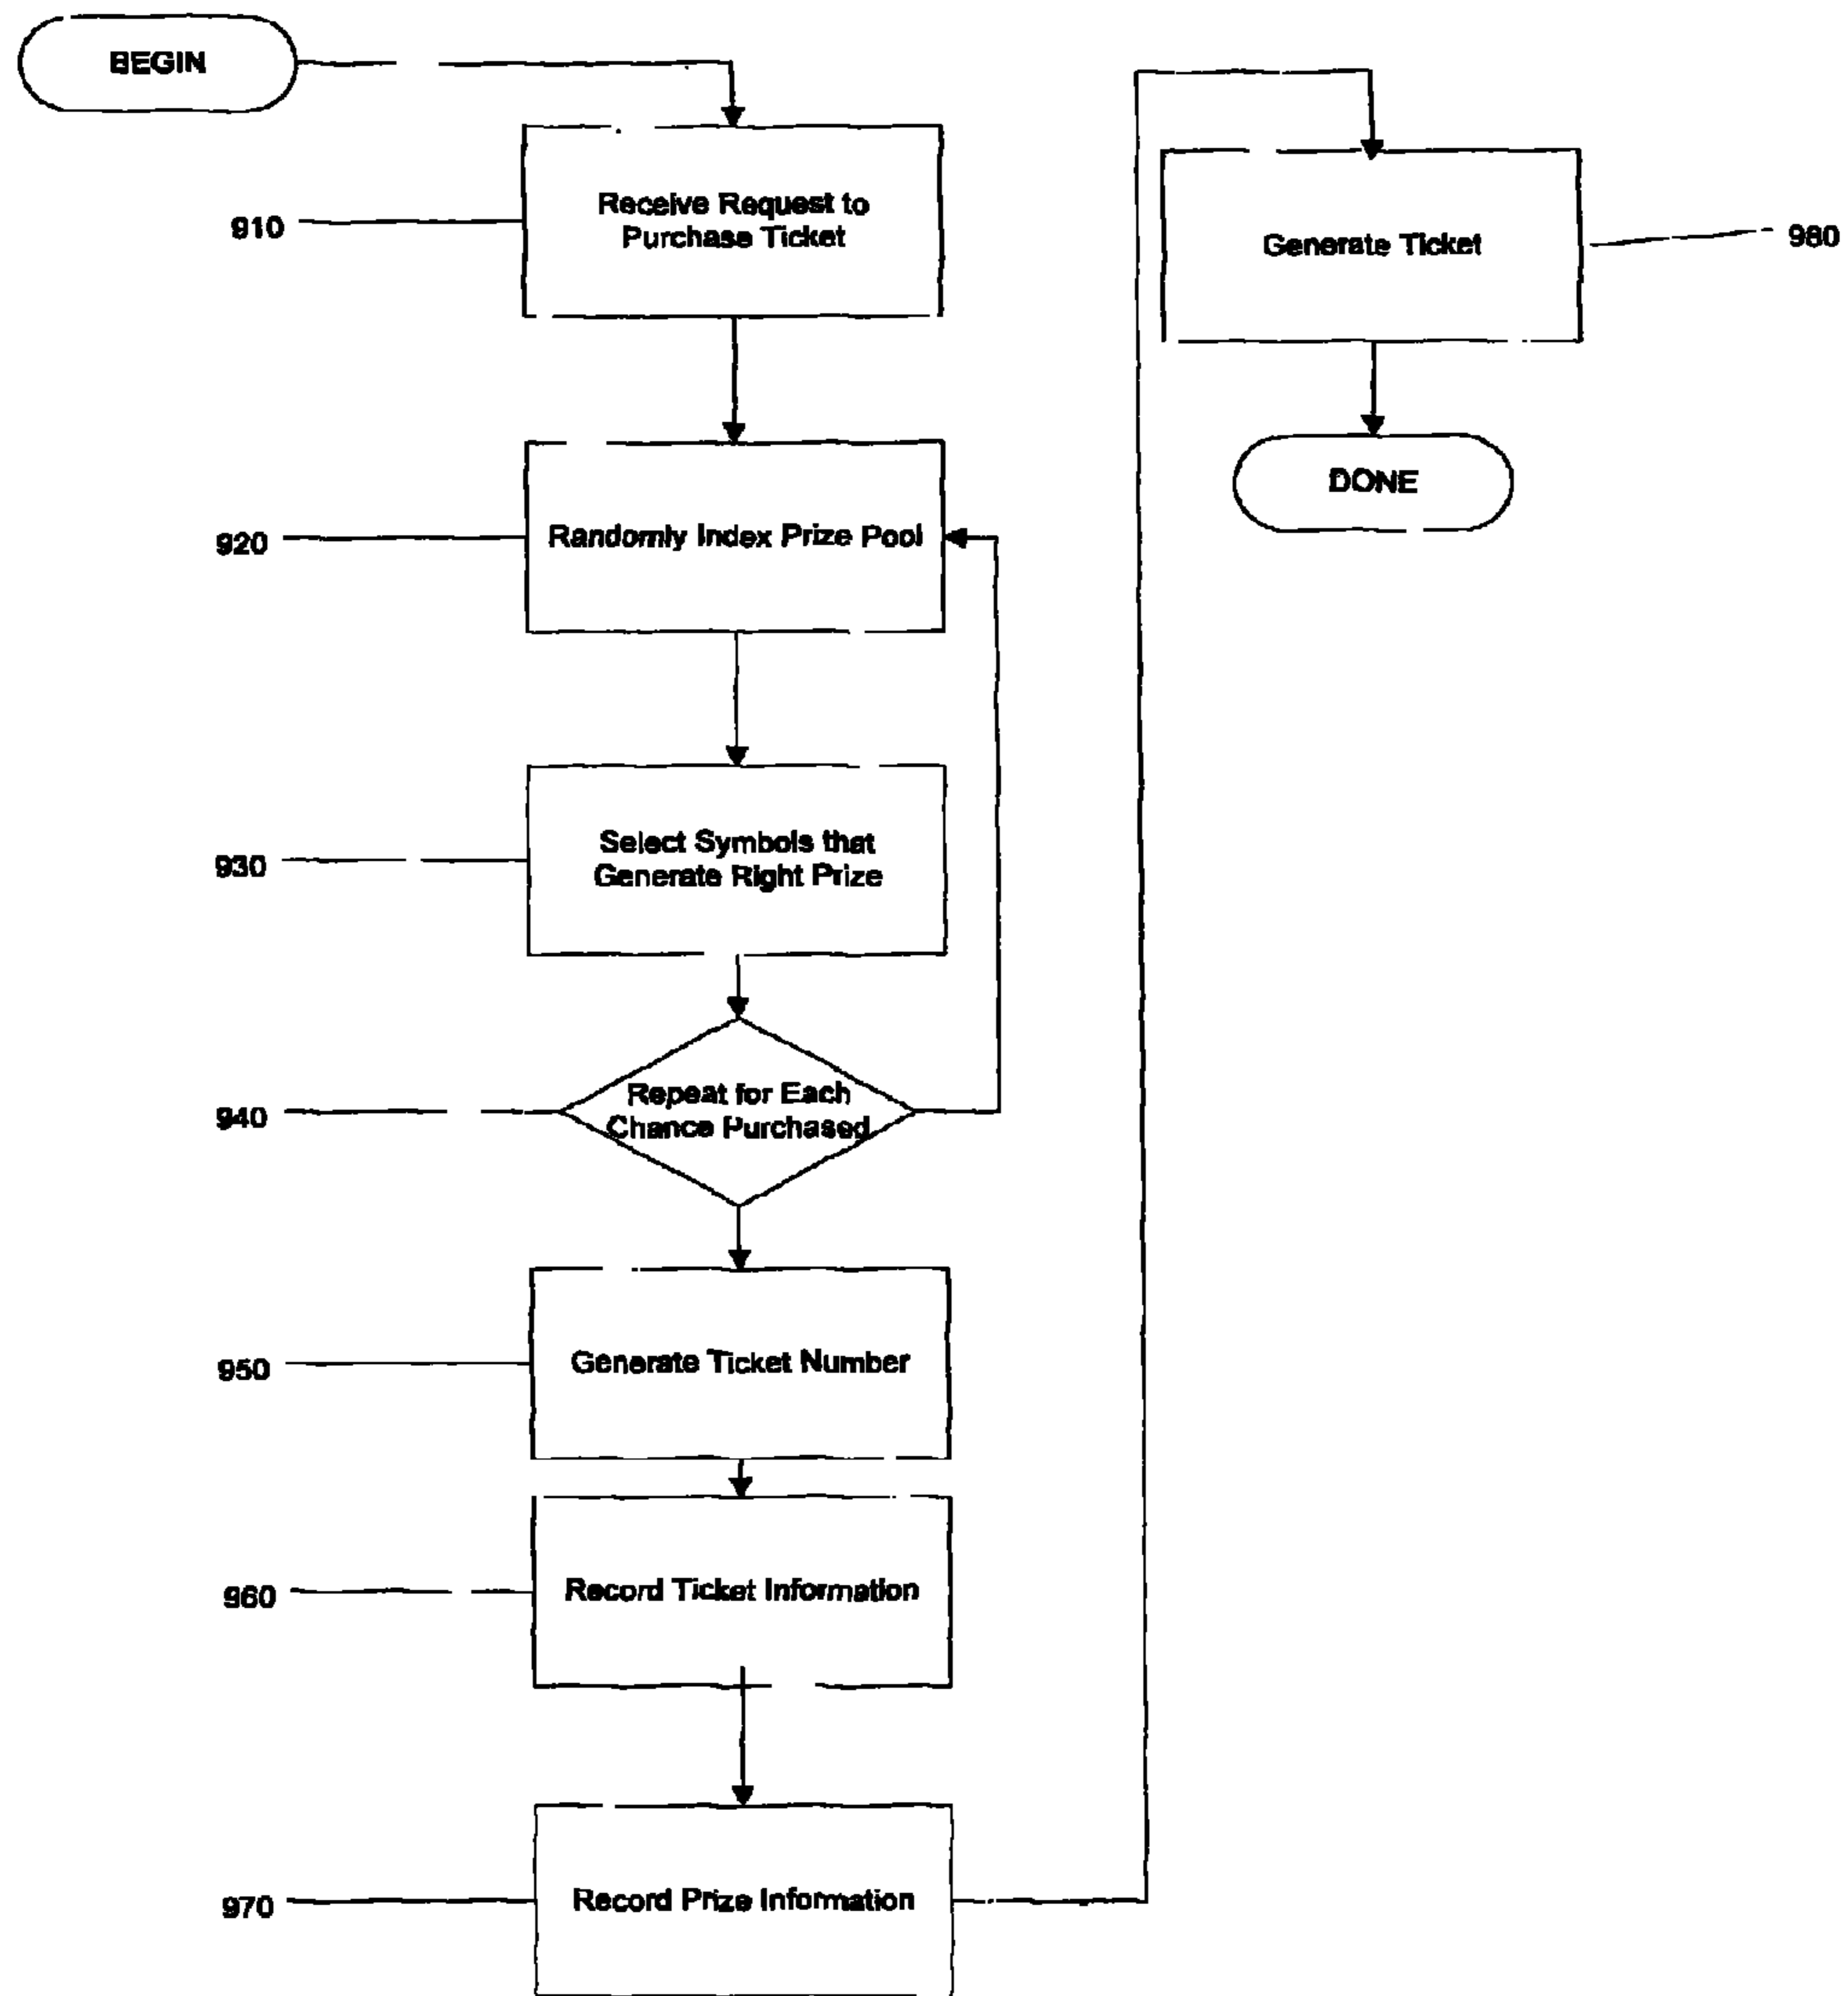 BEGIN
Receive Request to
Purchase Ticket
910
Randomly Index Prize Pool
920
Select Symbols that
Generate Right Prize
930
Repeat for Each
Chance Purchased
940
Generate Ticket Number
950
Record Ticket Information
960
Record Prize Information
970
Generate Ticket
980
DONE